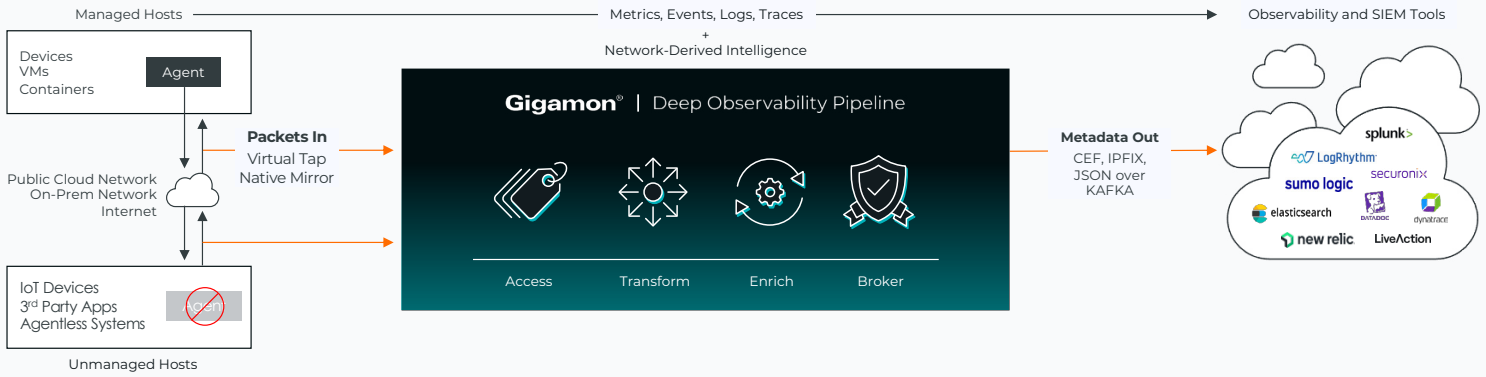 Managed Hosts
Metrics, Events, Logs, Traces
+
Network-Derived Intelligence
Observability and SIEM Tools
Devices
VMs
Containers
Agent
Packets In
Virtual Tap
Native Mirror
Public Cloud Network
On-Prem Network
Internet
IoT Devices
3rd Party Apps
Agentless Systems
Agent
Unmanaged Hosts
Gigamon® | Deep Observability Pipeline
Access
Transform
Enrich
Broker
Metadata Out
CEF, IPFIX,
JSON over
KAFKA
splunk>
LogRhythm
securonix
sumo logic
elasticsearch
DATADOG
dynatrace
new relic
LiveAction